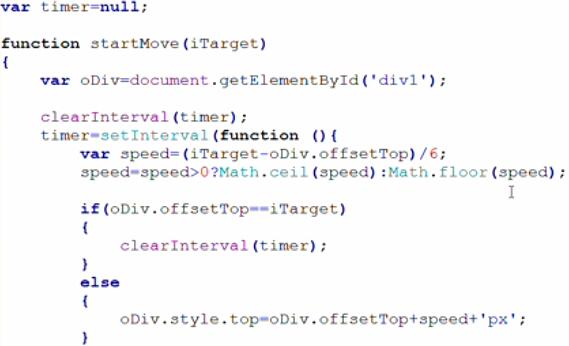 var timer=null;
function startMove(iTarget)
{
var oDiv=document.getElementById('div1');
clearInterval(timer);
timer=setInterval(function (){
var speed=(iTarget-oDiv.offsetTop)/6;
speed=speed>0?Math.ceil(speed):Math.floor(speed);
if(oDiv.offsetTop==iTarget)
{
clearInterval(timer);
}
else
{
oDiv.style.top=oDiv.offsetTop+speed+'px';
}